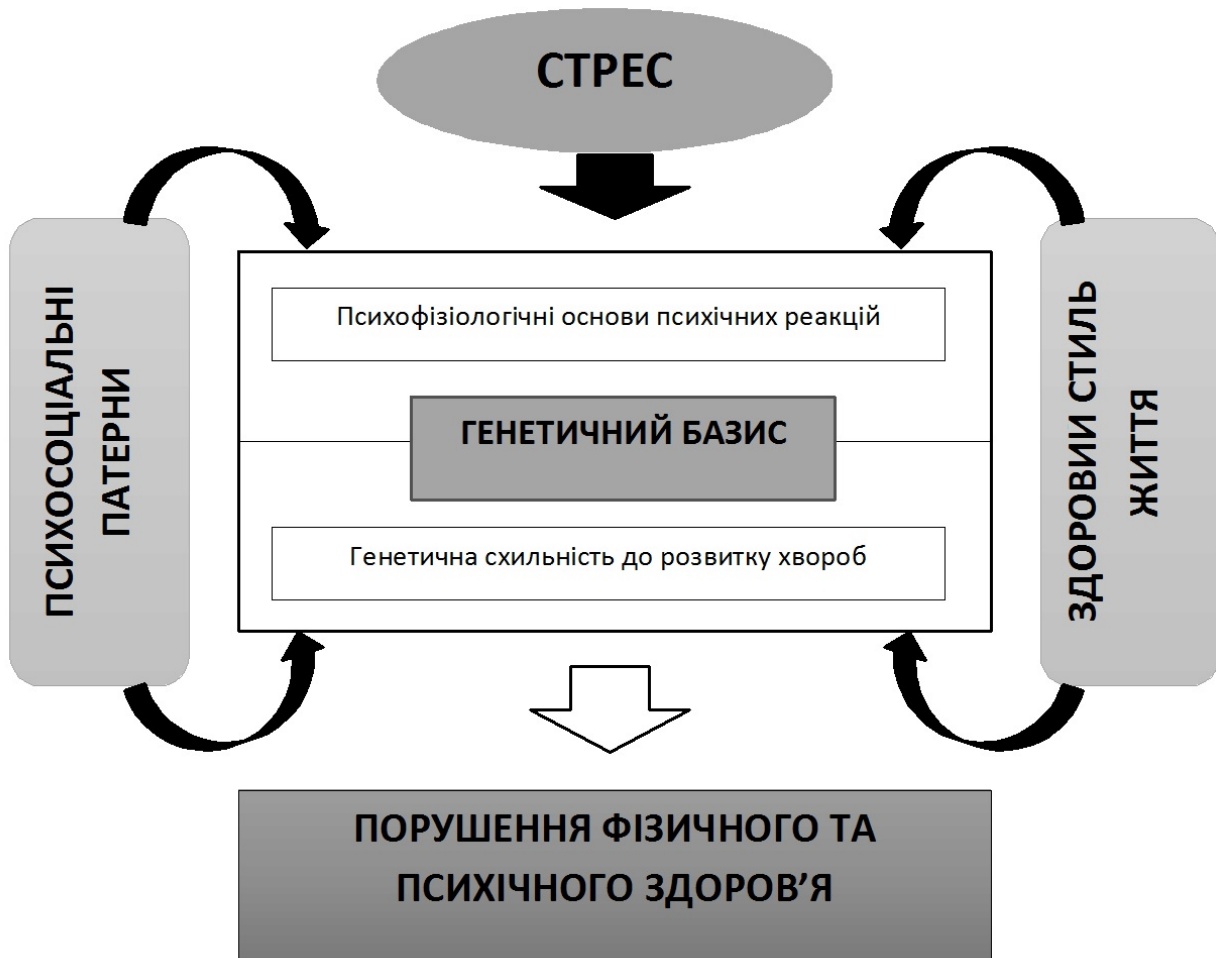 СТРЕС
ПСИХОСОЦІАЛЬНІ
ПАТЕРНИ
Психофізіологічні основи психічних реакцій
ГЕНЕТИЧНИЙ БАЗИС
Генетична схильність до розвитку хвороб
ЗДОРОВИЙ СТИЛЬ
ЖИТТЯ
ПОРУШЕННЯ ФІЗИЧНОГО ТА
ПСИХІЧНОГО ЗДОРОВ’Я